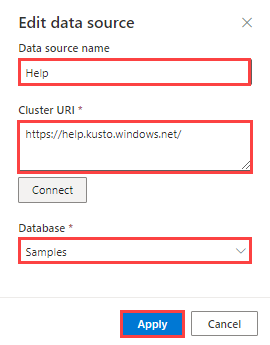 Edit data source
Data source name
Help
Cluster URI *
https://help.kusto.windows.net/
Connect
Database *
Samples
Apply
Cancel